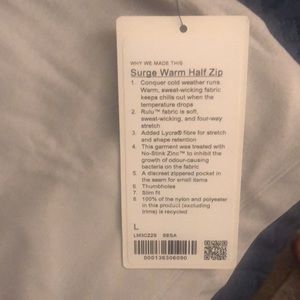 WHY WE MADE THIS
Surge Warm Half Zip
1. Conquer cold weather runs
Warm, sweat-wicking fabric
keeps chills out when the
temperature drops
2. Rulu™ fabric is soft,
sweat-wicking, and four-way
stretch
3. Added Lycra® fibre for stretch
and shape retention
4. This garment was treated with
No-Stink Zinc™ to inhibit the
growth of odour-causing
bacteria on the fabric
5. A discreet zippered pocket in
the seam for small items
6. Thumbholes
7. Slim fit
8. 100% of the nylon and polyester
in this product (excluding
trims) is recycled
L